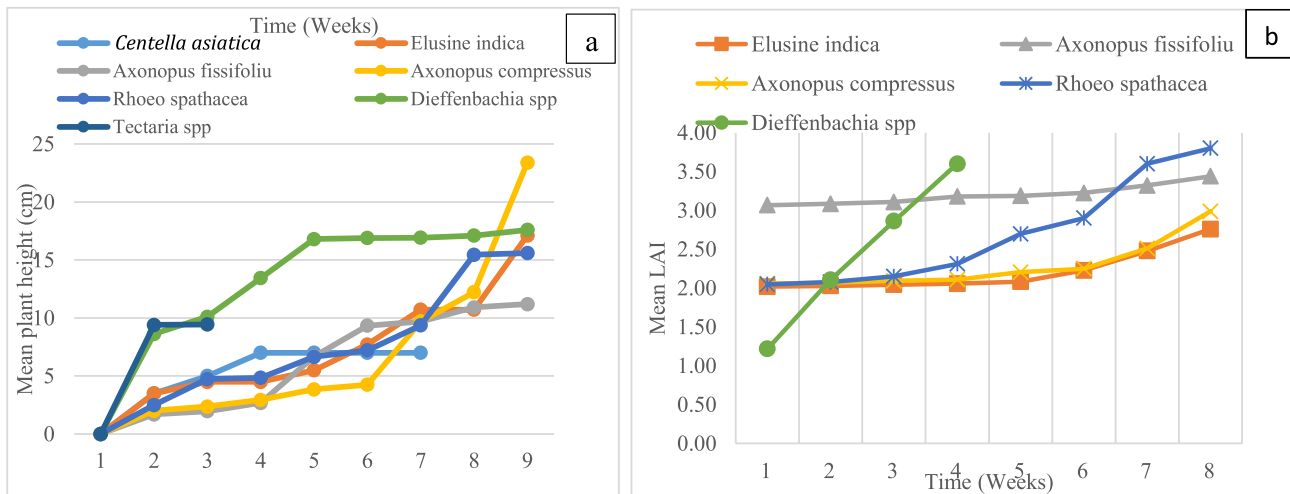 Time (Weeks)
a
Centella asiatica
Elusine indica
Axonopus fissifoliu
Axonopus compressus
Rhoeo spathacea
Dieffenbachia spp
Tectaria spp
Mean plant height (cm)
25
20
15
10
5
0
1 2 3 4 5 6 7 8 9
b
Elusine indica
Axonopus fissifoliu
Axonopus compressus
Rhoeo spathacea
Dieffenbachia spp
Mean LAI
4.00
3.50
3.00
2.50
2.00
1.50
1.00
0.50
0.00
1 2 3 4 5 6 7 8
Time (Weeks)